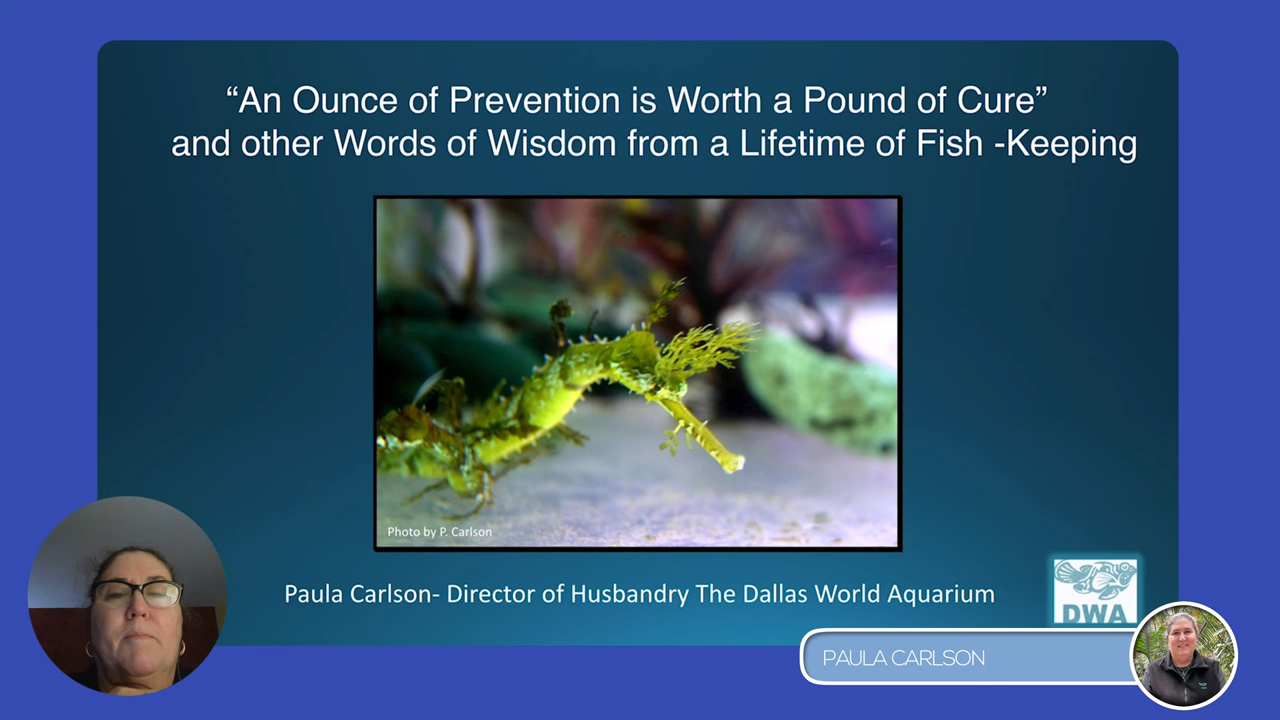 “An Ounce of Prevention is Worth a Pound of Cure”
and other Words of Wisdom from a Lifetime of Fish -Keeping
Photo by P. Carlson
Paula Carlson- Director of Husbandry The Dallas World Aquarium
DWA
PAULA CARLSON